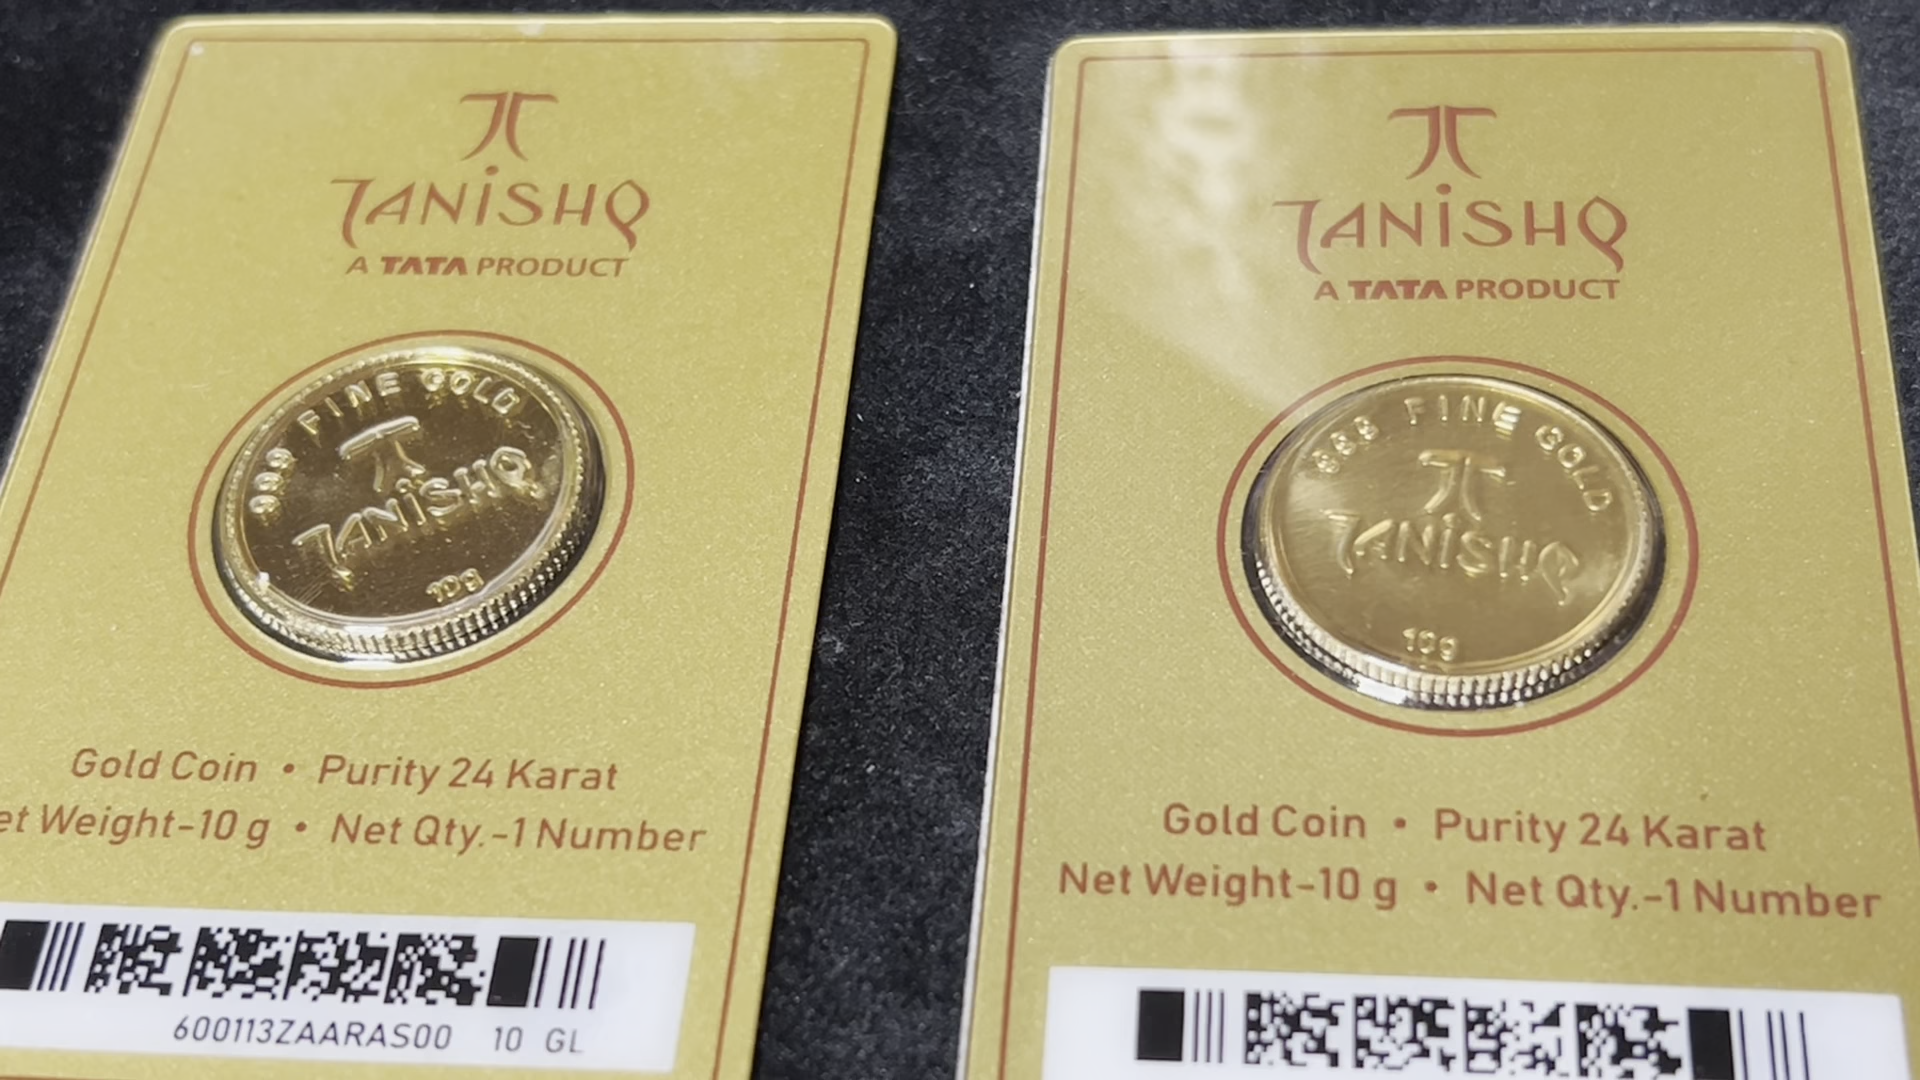 TANiSHQ
A TATA PRODUCT
999 FINE GOLD
TANiSHQ
10g
Gold Coin • Purity 24 Karat
et Weight-10 g • Net Qty.-1 Number
600113ZAARAS00 10 GL
TANiSHQ
A TATA PRODUCT
999 FINE GOLD
TANiSHQ
10g
Gold Coin • Purity 24 Karat
Net Weight-10 g • Net Qty.-1 Number